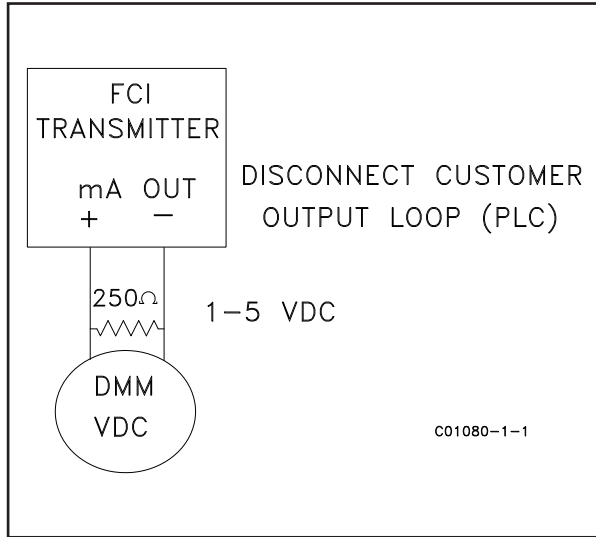 FCI
TRANSMITTER
mA OUT
+ −
DISCONNECT CUSTOMER
OUTPUT LOOP (PLC)
250Ω
1−5 VDC
DMM
VDC
C01080−1−1